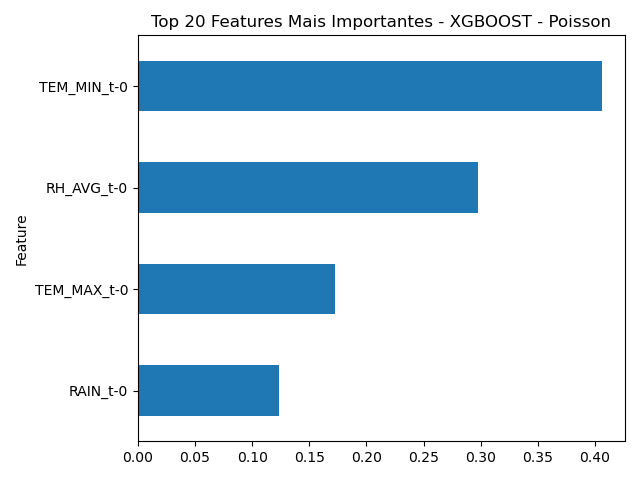 Top 20 Features Mais Importantes - XGBOOST - Poisson
Feature
TEM_MIN_t-0
RH_AVG_t-0
TEM_MAX_t-0
RAIN_t-0
0.00 0.05 0.10 0.15 0.20 0.25 0.30 0.35 0.40